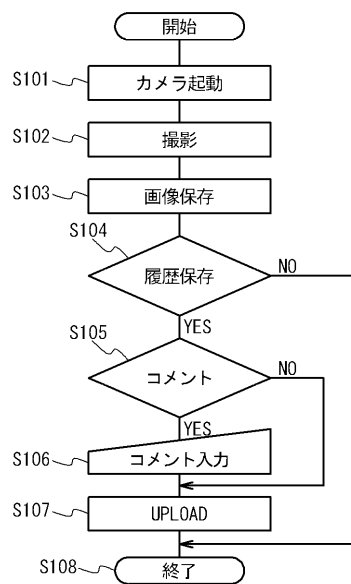 開始
S101 カメラ起動
S102 撮影
S103 画像保存
S104
履歴保存 NO
YES
S105
コメント NO
YES
S106 コメント入力
S107 UPLOAD
S108 終了